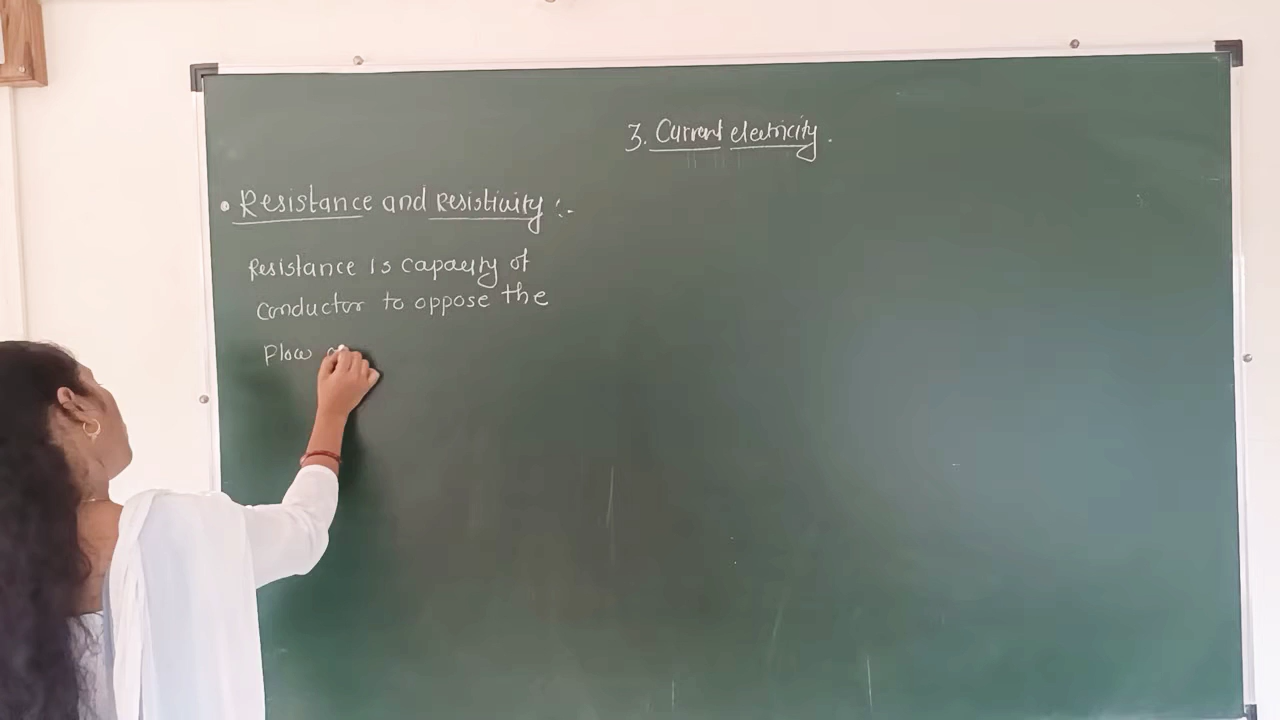 3. Current electricity.
• Resistance and Resistivity :-
Resistance is capacity of
conductor to oppose the
Flow